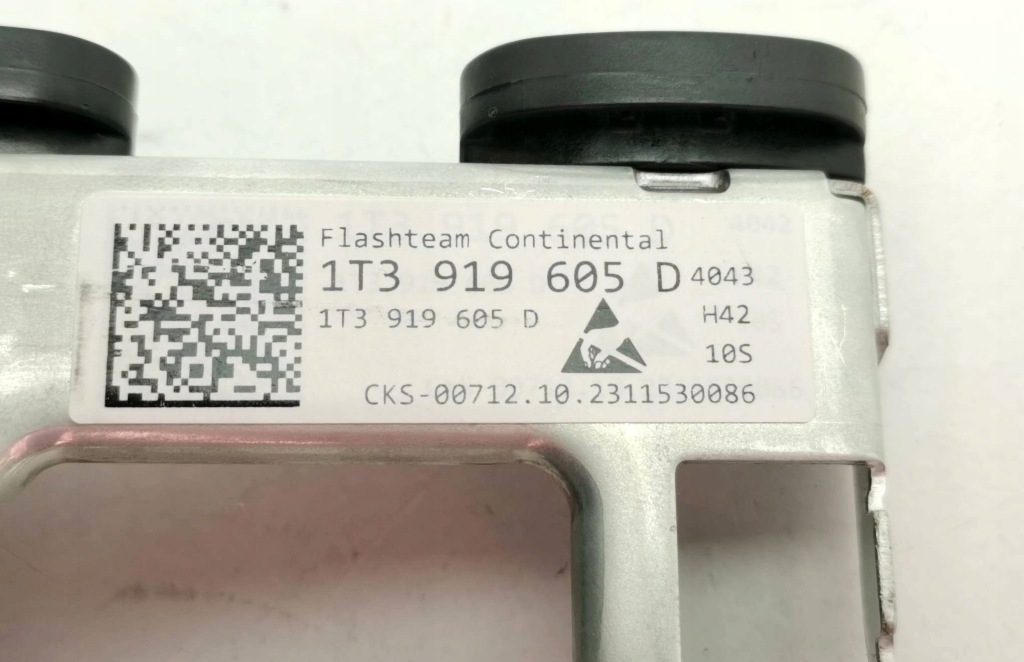 Flashteam Continental
1T3 919 605 D 4043
1T3 919 605 D H42
10S
CKS-00712.10.2311530086